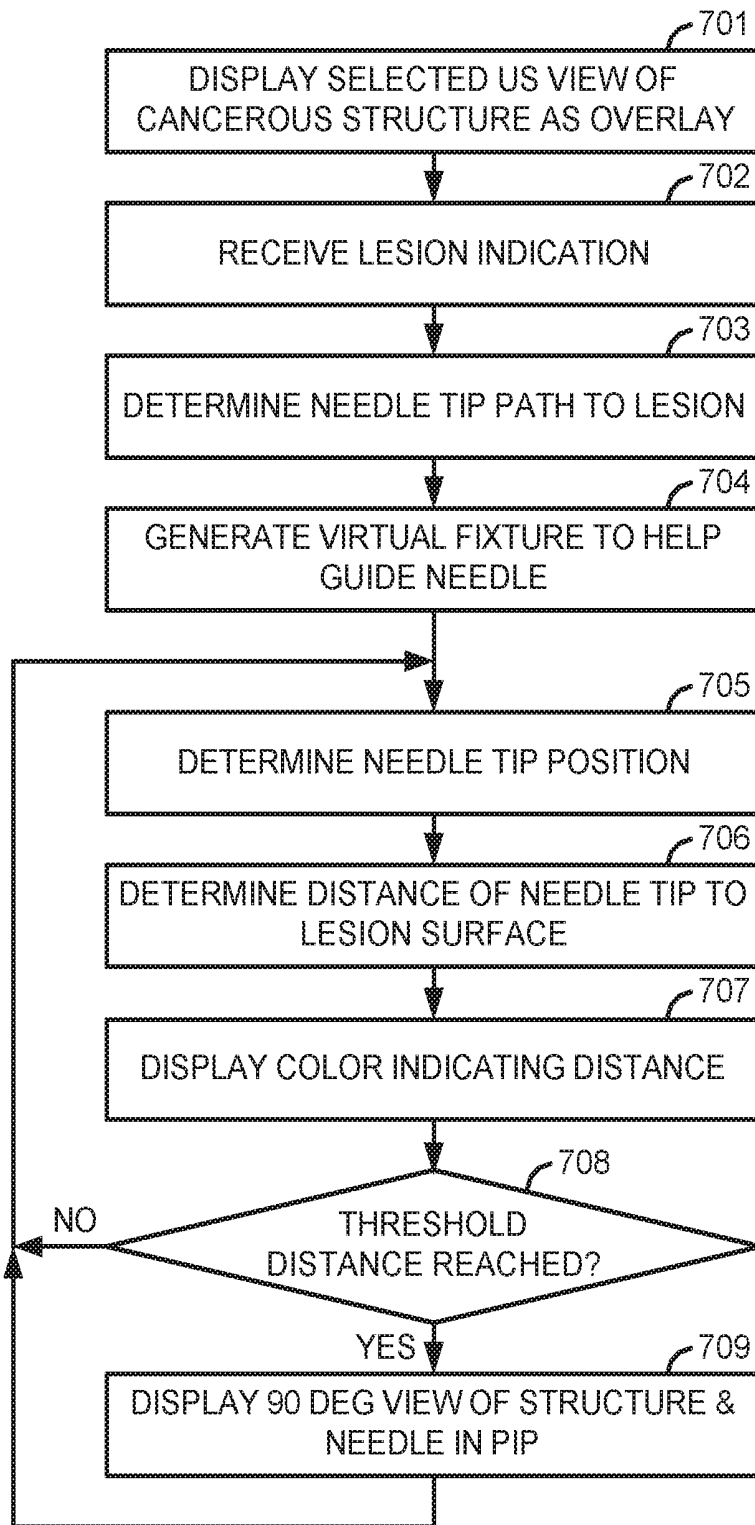 701
DISPLAY SELECTED US VIEW OF
CANCEROUS STRUCTURE AS OVERLAY
702
RECEIVE LESION INDICATION
703
DETERMINE NEEDLE TIP PATH TO LESION
704
GENERATE VIRTUAL FIXTURE TO HELP
GUIDE NEEDLE
705
DETERMINE NEEDLE TIP POSITION
706
DETERMINE DISTANCE OF NEEDLE TIP TO
LESION SURFACE
707
DISPLAY COLOR INDICATING DISTANCE
708
THRESHOLD
DISTANCE REACHED?
NO
YES
709
DISPLAY 90 DEG VIEW OF STRUCTURE &
NEEDLE IN PIP